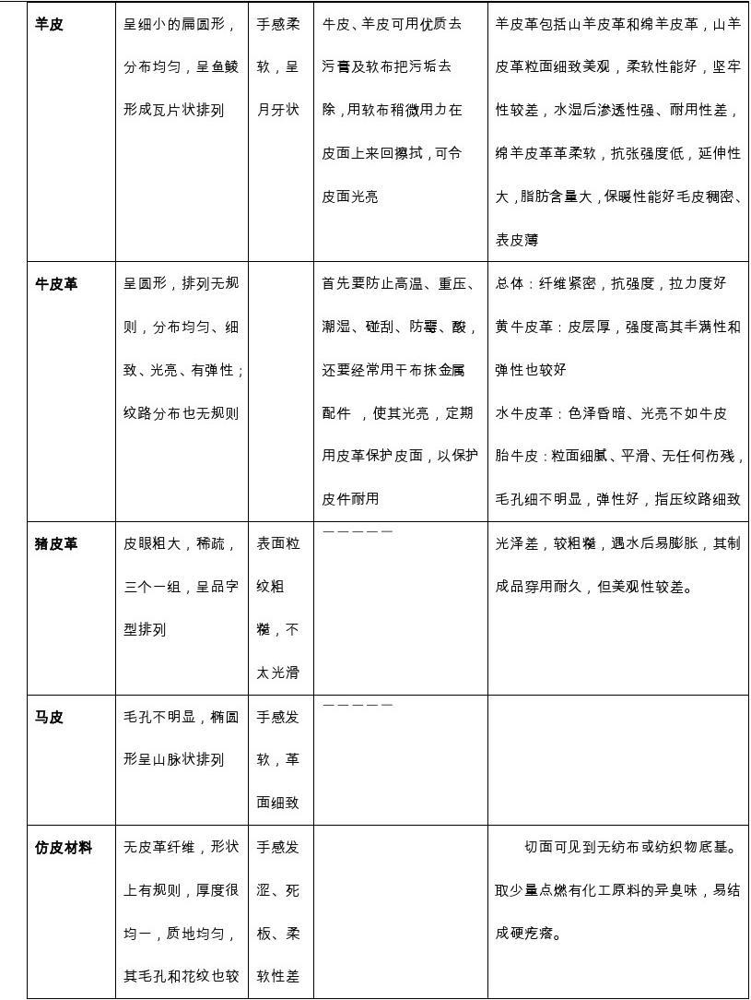 羊皮
呈细小的扁圆形，
分布均匀，呈鱼鳞
形成瓦片状排列
手感柔
软，呈
月牙状
牛皮、羊皮可用优质去
污膏及软布把污垢去
除，用软布稍微用力在
皮面上来回擦拭，可令
皮面光亮
羊皮革包括山羊皮革和绵羊皮革，山羊
皮革粒面细致美观，柔软性能好，坚牢
性较差，水湿后渗透性强、耐用性差，
绵羊皮革革柔软，抗张强度低，延伸性
大，脂肪含量大，保暖性能好毛皮稠密、
表皮薄
牛皮革
呈圆形，排列无规
则，分布均匀、细
致、光亮、有弹性；
纹路分布也无规则
首先要防止高温、重压、
潮湿、碰刮、防霉、酸，
还要经常用干布抹金属
配件 ，使其光亮，定期
用皮革保护皮面，以保护
皮件耐用
总体：纤维紧密，抗强度，拉力度好
黄牛皮革：皮层厚，强度高其丰满性和
弹性也较好
水牛皮革：色泽昏暗、光亮不如牛皮
胎牛皮：粒面细腻、平滑、无任何伤残，
毛孔细不明显，弹性好，指压纹路细致
猪皮革
皮眼粗大，稀疏，
三个一组，呈品字
型排列
表面粒
纹粗
糙，不
太光滑
—————
光泽差，较粗糙，遇水后易膨胀，其制
成品穿用耐久，但美观性较差。
马皮
毛孔不明显，椭圆
形呈山脉状排列
手感发
软，革
面细致
—————
仿皮材料
无皮革纤维，形状
上有规则，厚度很
均一，质地均匀，
其毛孔和花纹也较
手感发
涩、死
板、柔
软性差
切面可见到无纺布或纺织物底基。
取少量点燃有化工原料的异臭味，易结
成硬疙瘩。